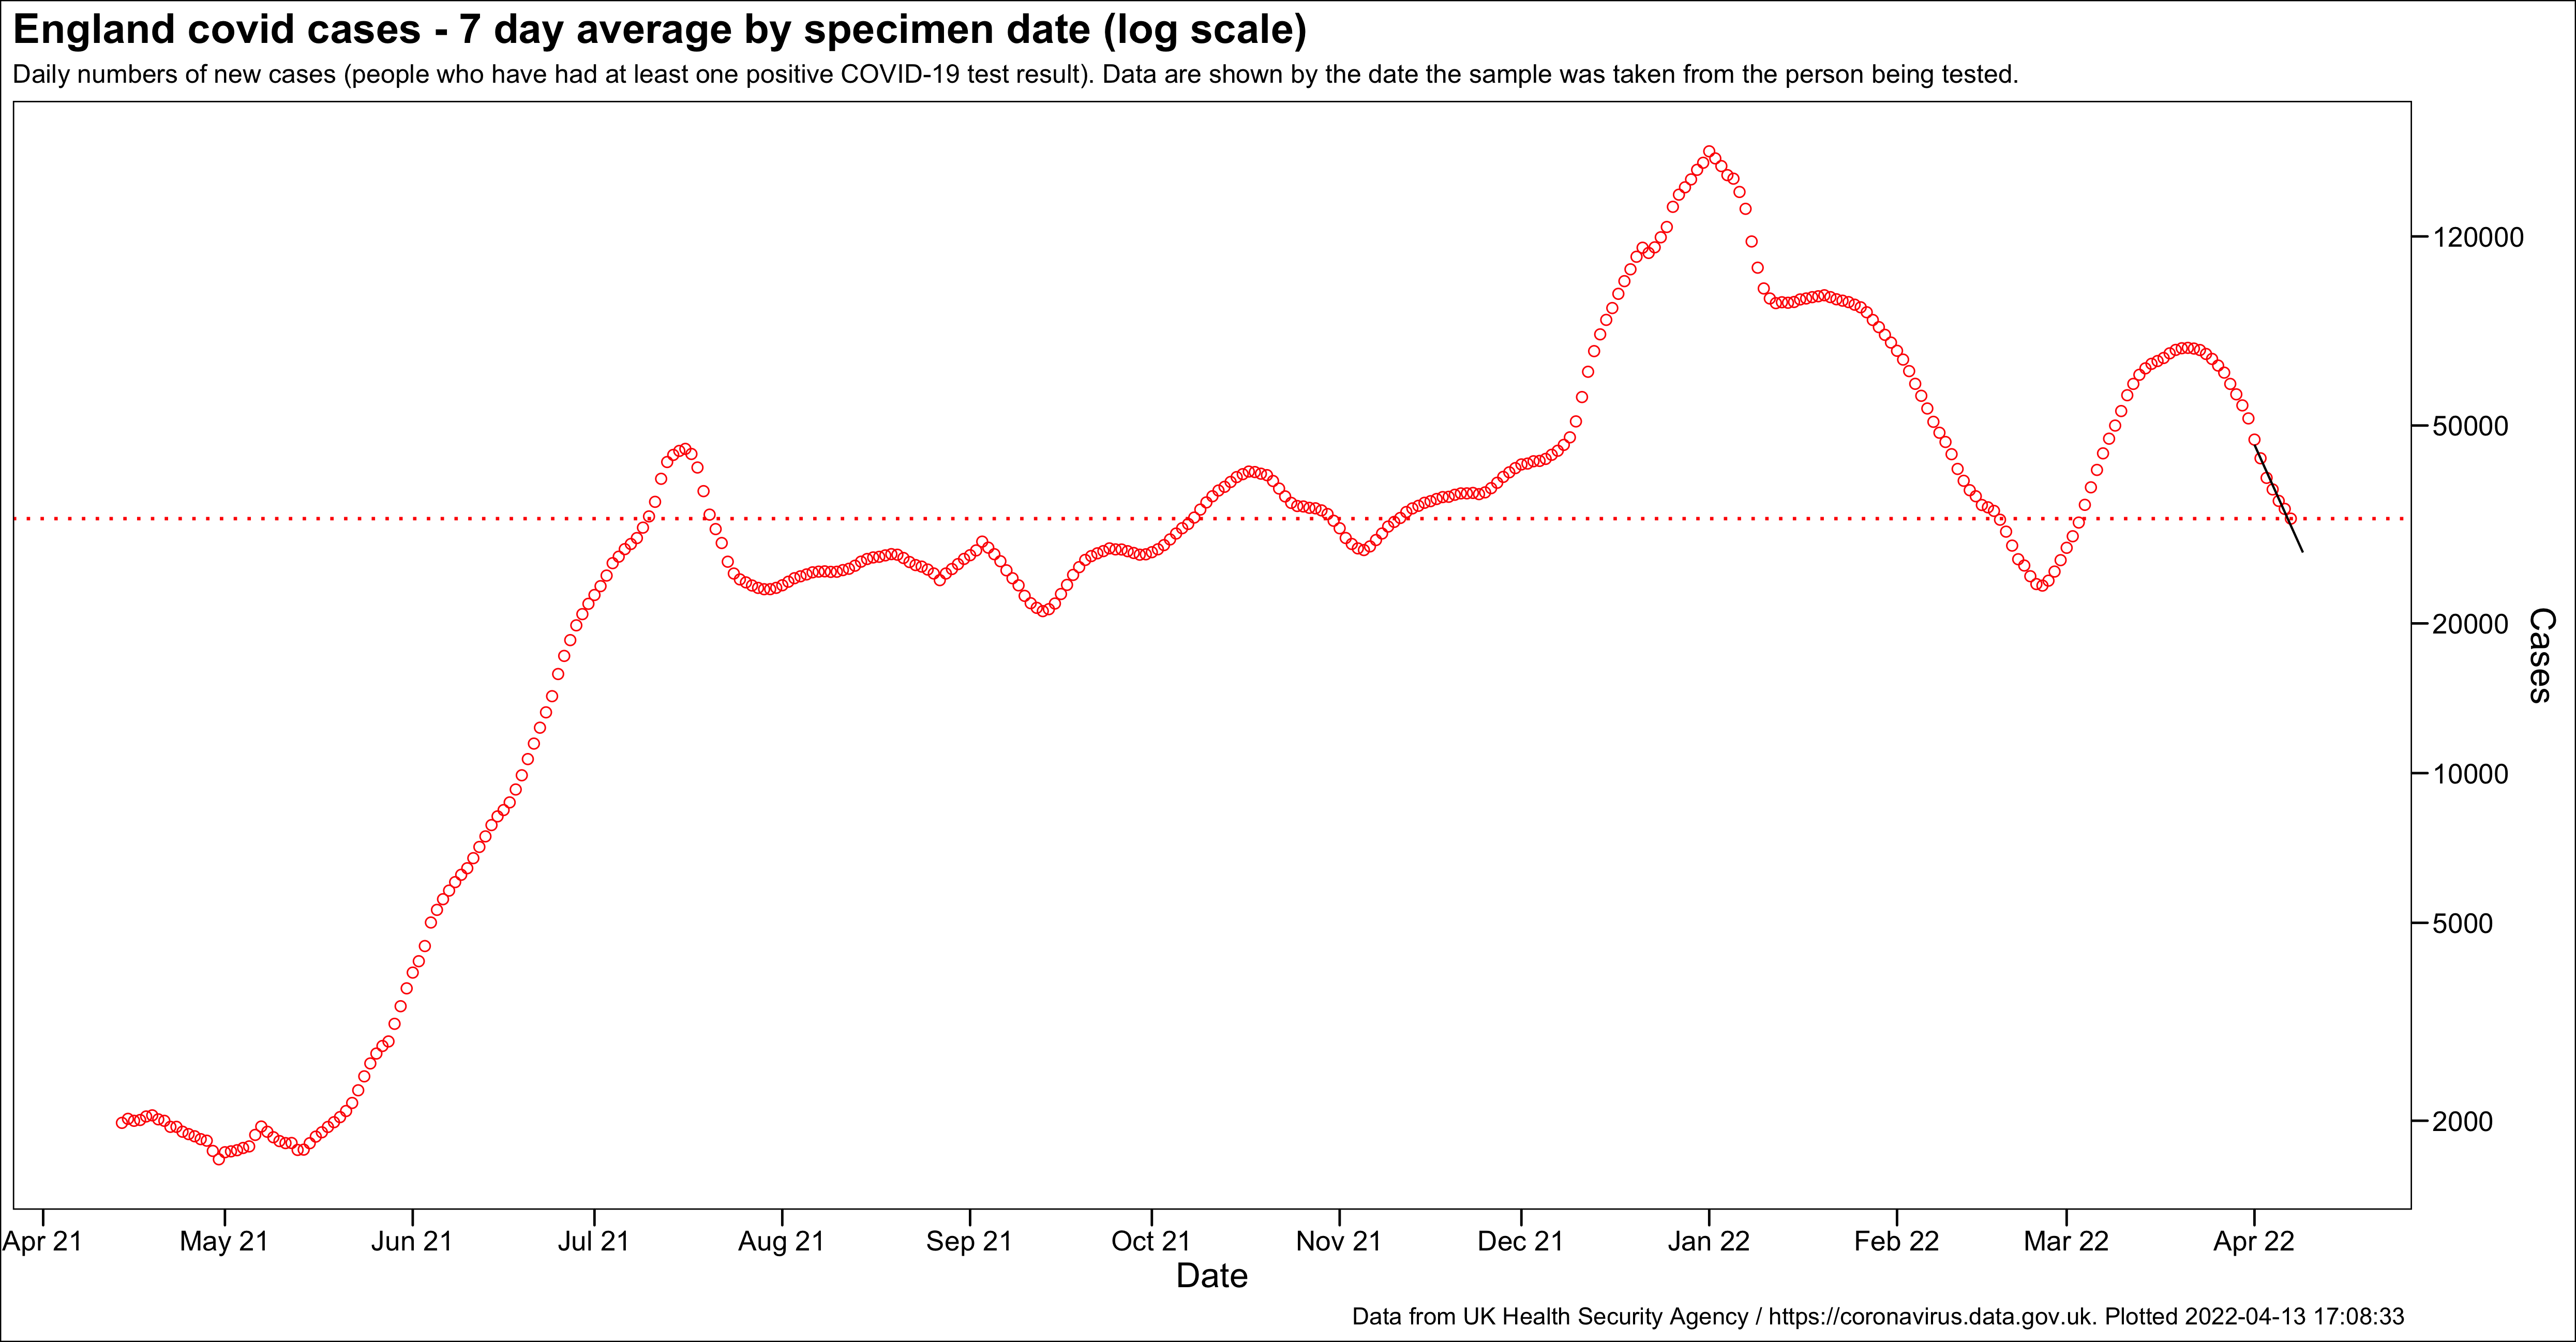 England covid cases - 7 day average by specimen date (log scale)
Daily numbers of new cases (people who have had at least one positive COVID-19 test result). Data are shown by the date the sample was taken from the person being tested.
120000
50000
20000
10000
5000
2000
Cases
Apr 21 May 21 Jun 21 Jul 21 Aug 21 Sep 21 Oct 21 Nov 21 Dec 21 Jan 22 Feb 22 Mar 22 Apr 22
Date
Data from UK Health Security Agency / https://coronavirus.data.gov.uk. Plotted 2022-04-13 17:08:33